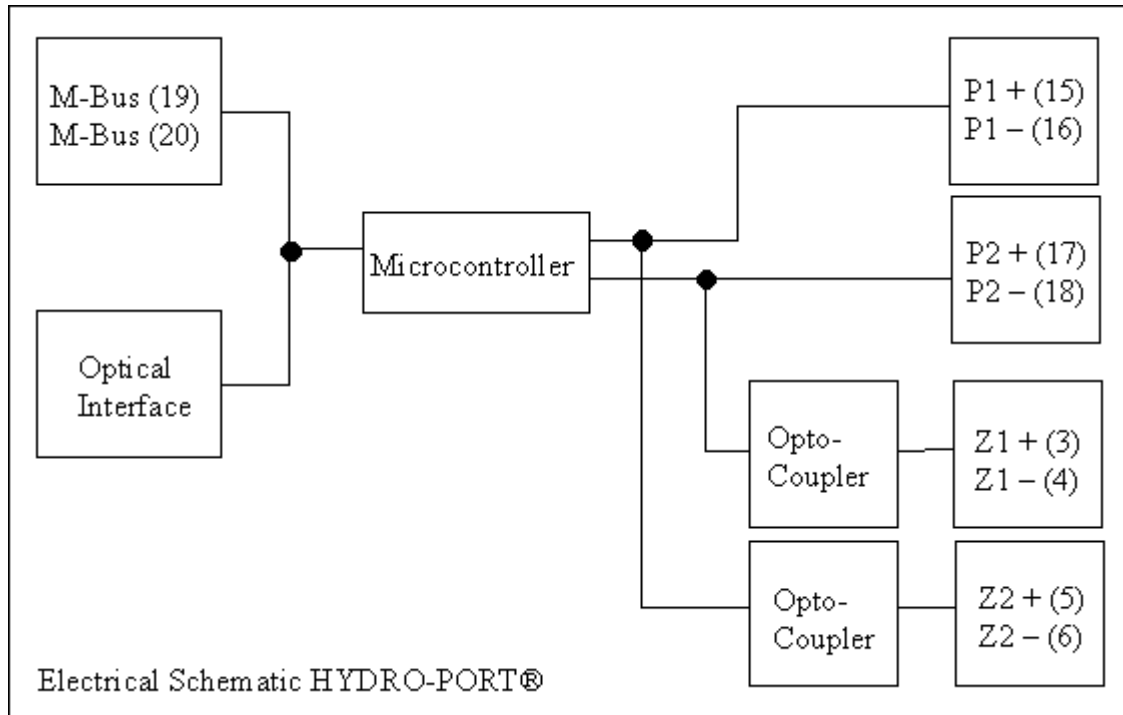 M-Bus (19)
M-Bus (20)
Optical
Interface
Microcontroller
P1 + (15)
P1 – (16)
P2 + (17)
P2 – (18)
Opto-
Coupler
Z1 + (3)
Z1 – (4)
Opto-
Coupler
Z2 + (5)
Z2 – (6)
Electrical Schematic HYDRO-PORT®